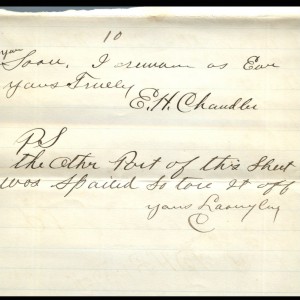 10
you
Soon. I remain as Ever
yours Truely
E.H. Chandler
PS
the other Part of this Sheet
was spoiled so tore it off
yours